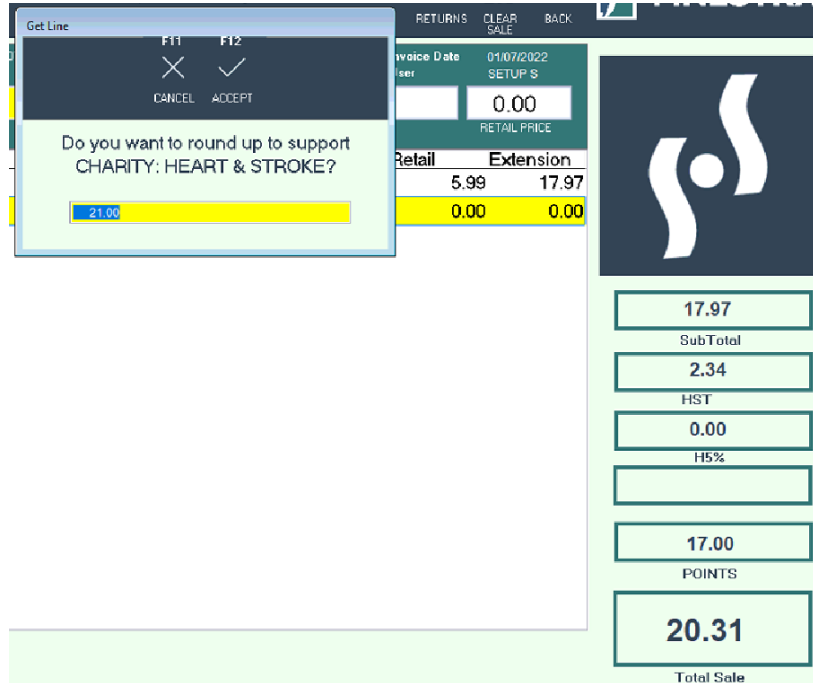 Get Line
F11 F12
CANCEL ACCEPT
Do you want to round up to support
CHARITY: HEART & STROKE?
21.00
RETURNS CLEAR SALE BACK
nvoice Date 01/07/2022
SETUP S
0.00
RETAIL PRICE
Retail Extension
5.99 17.97
0.00 0.00
17.97
SubTotal
2.34
HST
0.00
H5%
17.00
POINTS
20.31
Total Sale